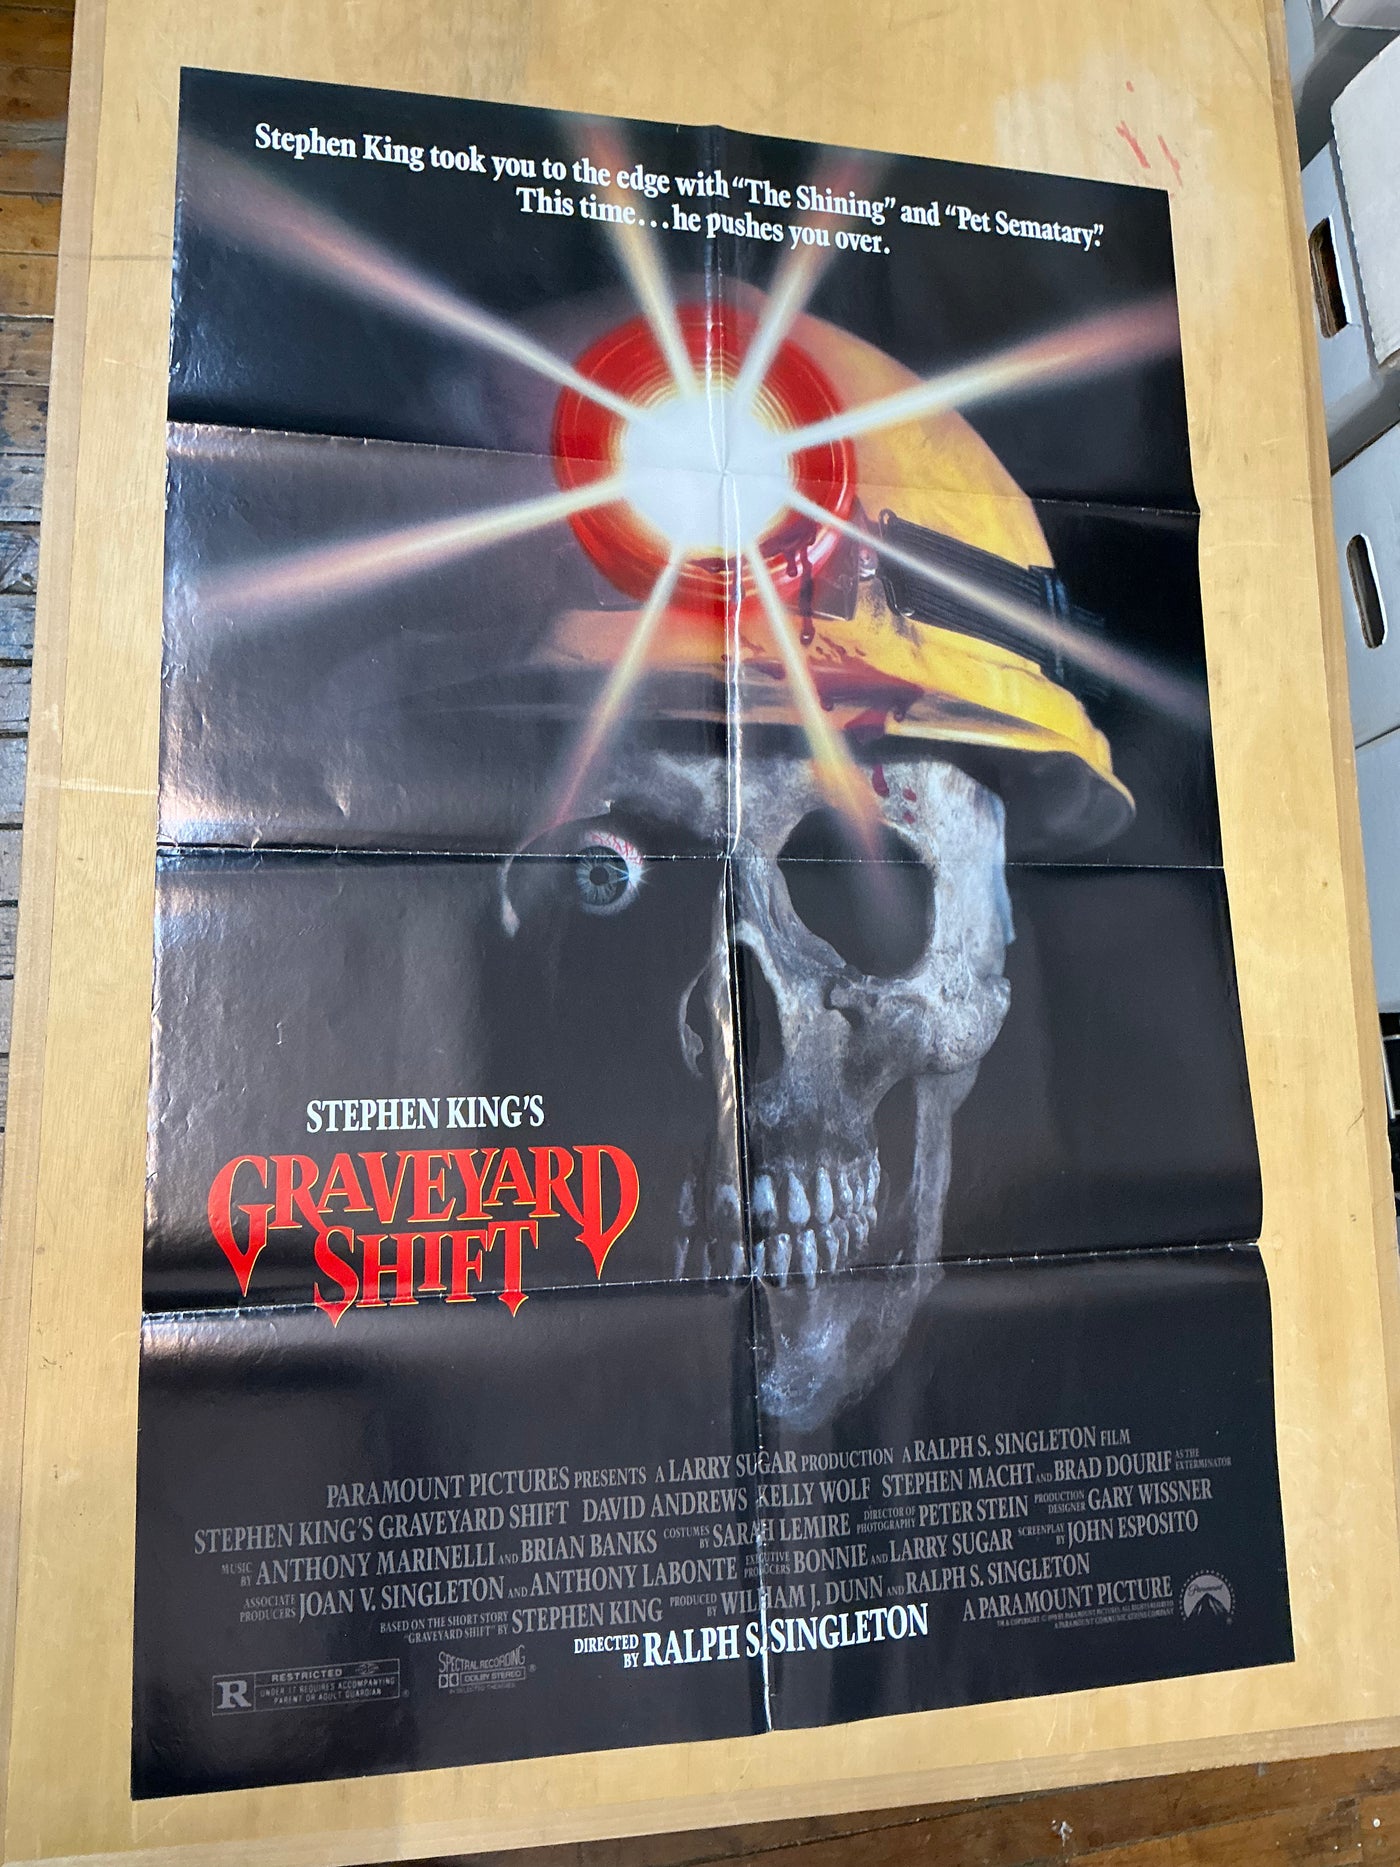 Stephen King took you to the edge with “The Shining” and “Pet Sematary.”
This time...he pushes you over.
STEPHEN KING'S
GRAVEYARD
SHIFT
PARAMOUNT PICTURES PRESENTS A LARRY SUGAR PRODUCTION A RALPH S. SINGLETON FILM
STEPHEN KING'S GRAVEYARD SHIFT DAVID ANDREWS KELLY WOLF STEPHEN MACHT AND BRAD DOURIF AS THE EXTERMINATOR
MUSIC BY ANTHONY MARINELLI AND BRIAN BANKS COSTUMES BY SARAH LEMIRE DIRECTOR OF PHOTOGRAPHY PETER STEIN PRODUCTION DESIGNER GARY WISSNER
ASSOCIATE PRODUCERS JOAN V. SINGLETON AND ANTHONY LABONTE EXECUTIVE PRODUCERS BONNIE AND LARRY SUGAR SCREENPLAY BY JOHN ESPOSITO
BASED ON THE SHORT STORY "GRAVEYARD SHIFT" BY STEPHEN KING PRODUCED BY WILLIAM J. DUNN AND RALPH S. SINGLETON
DIRECTED BY RALPH S. SINGLETON
A PARAMOUNT PICTURE
Paramount
R RESTRICTED
UNDER 17 REQUIRES ACCOMPANYING
PARENT OR ADULT GUARDIAN
SPECTRAL RECORDING
DOLBY STEREO
IN SELECTED THEATRES